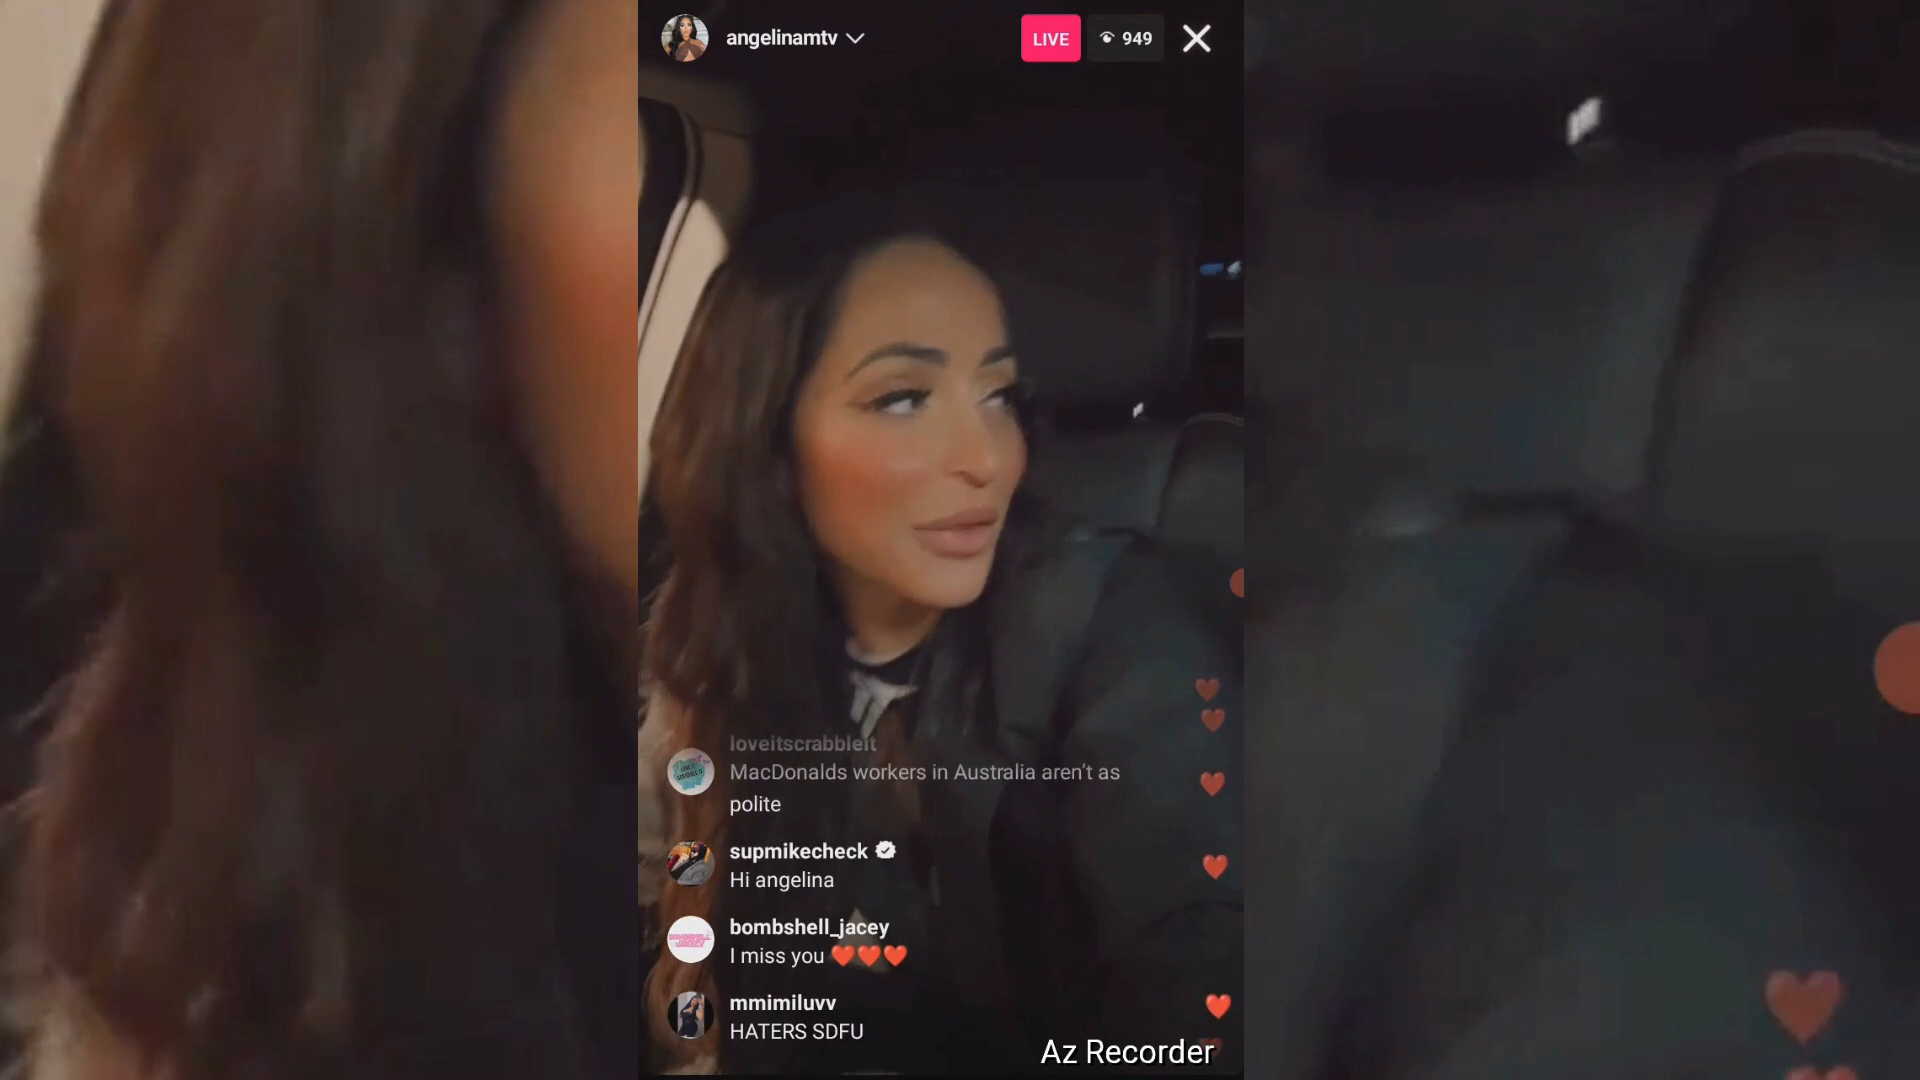 angelinamtv
LIVE
949
loveitscrabbleit
MacDonalds workers in Australia aren't as
polite
supmikecheck
Hi angelina
bombshell_jacey
I miss you ❤️❤️❤️
mmimiluvv
HATERS SDFU
Az Recorder